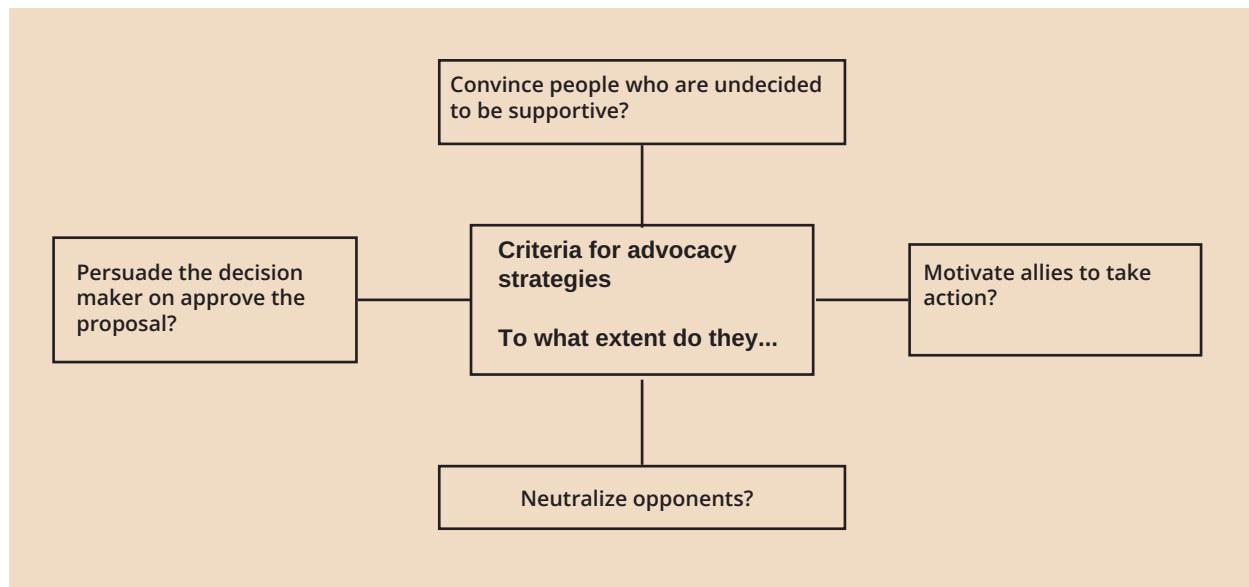 Convince people who are undecided
to be supportive?
Persuade the decision
maker on approve the
proposal?
Criteria for advocacy
strategies
To what extent do they...
Motivate allies to take
action?
Neutralize opponents?